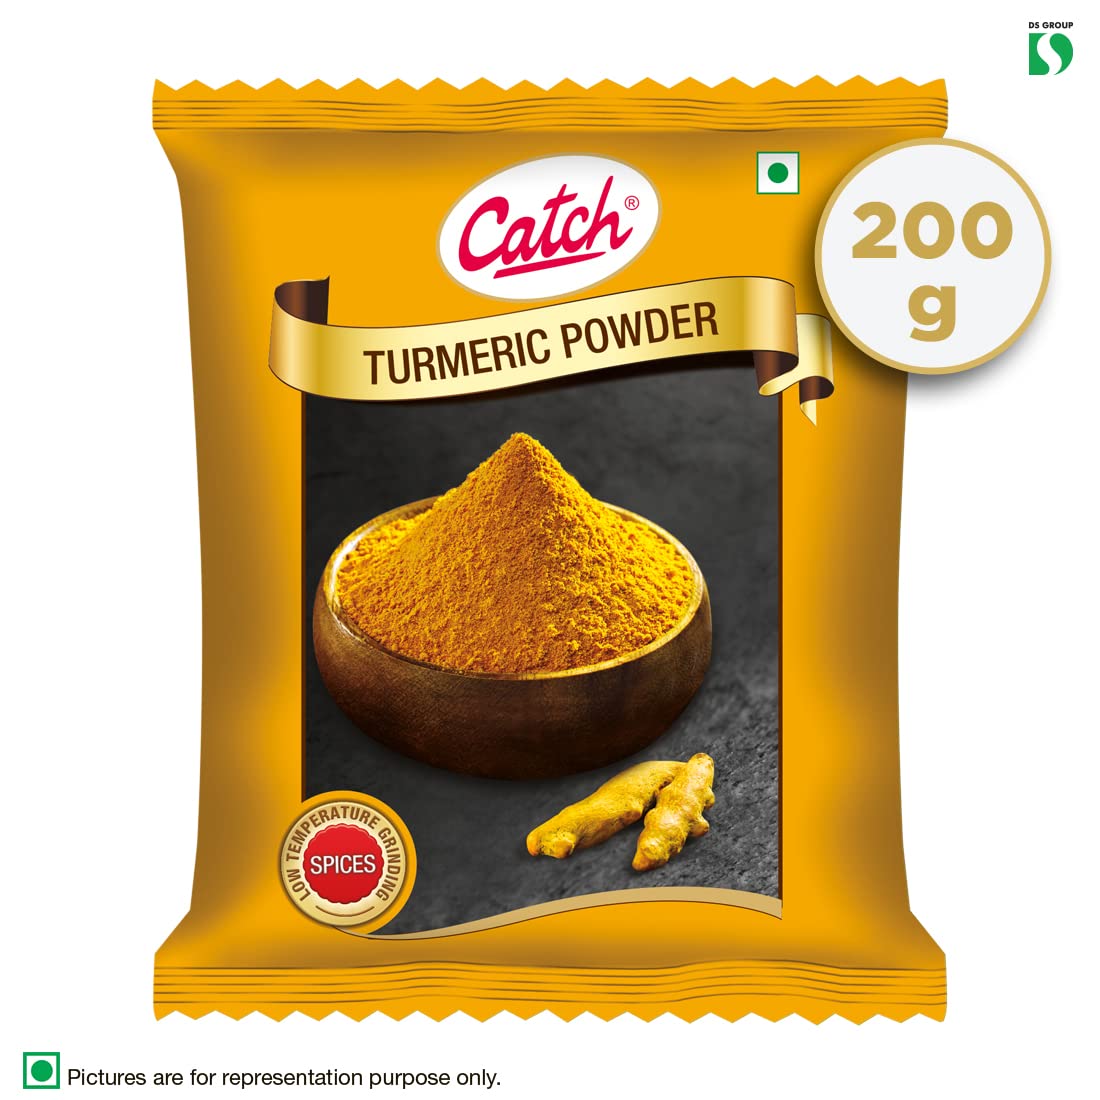 DS GROUP
Catch®
TURMERIC POWDER
200
g
LOW TEMPERATURE GRINDING
SPICES
Pictures are for representation purpose only.